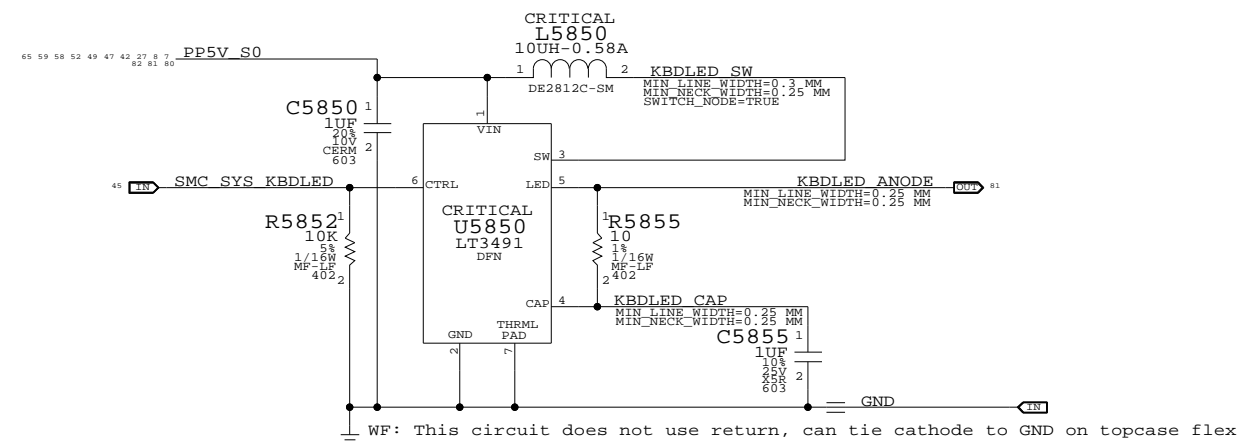 CRITICAL
L5850
10UH-0.58A
1 2
DE2812C-SM
65 59 58 52 49 47 42 27 8 7
82 81 80
PP5V_S0
KBDLED_SW
MIN_LINE_WIDTH=0.3 MM
MIN_NECK_WIDTH=0.25 MM
SWITCH_NODE=TRUE
C5850 1
1UF
20%
10V
CERM 2
603
1
VIN
SW 3
45 IN SMC_SYS_KBDLED 6 CTRL
LED 5 KBDLED_ANODE OUT 81
MIN_LINE_WIDTH=0.25 MM
MIN_NECK_WIDTH=0.25 MM
R5852 1
10K
5%
1/16W
MF-LF
402 2
CRITICAL
U5850
LT3491
DFN
1 R5855
10
1%
1/16W
MF-LF
2 402
CAP 4 KBDLED_CAP
MIN_LINE_WIDTH=0.25 MM
MIN_NECK_WIDTH=0.25 MM
GND
THRML
PAD
2 7
C5855 1
1UF
10%
25V
X5R 2
603
GND IN
WF: This circuit does not use return, can tie cathode to GND on topcase flex